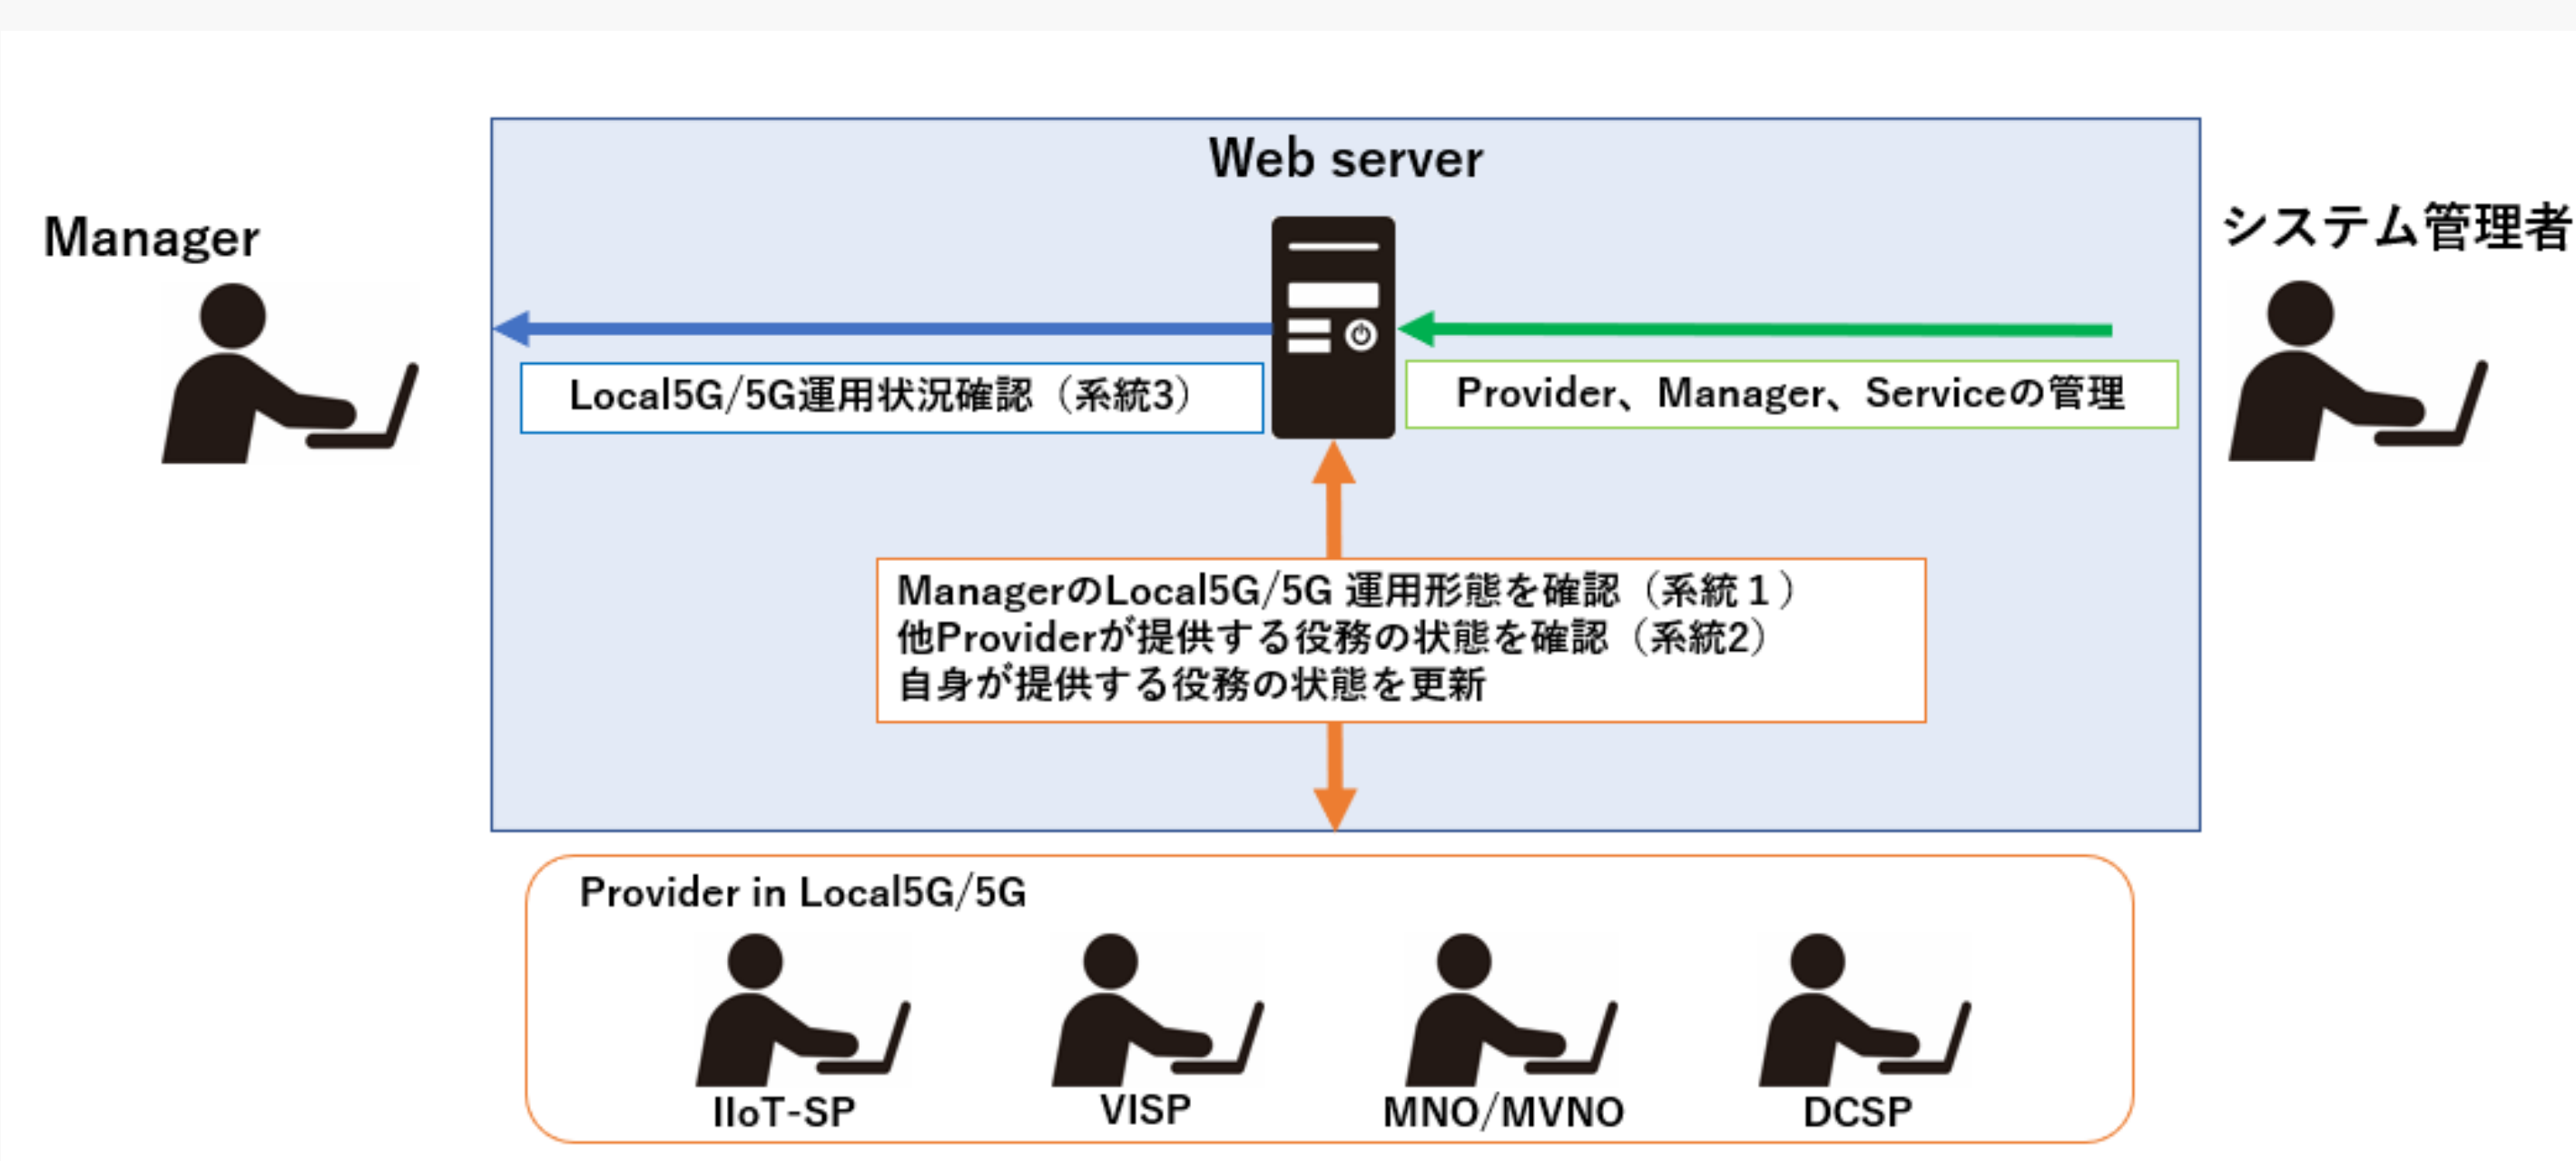 Web server
Manager
システム管理者
Local5G/5G運用状況確認（系統3）
Provider、Manager、Serviceの管理
ManagerのLocal5G/5G 運用形態を確認（系統１）
他Providerが提供する役務の状態を確認（系統2）
自身が提供する役務の状態を更新
Provider in Local5G/5G
IIoT-SP
VISP
MNO/MVNO
DCSP